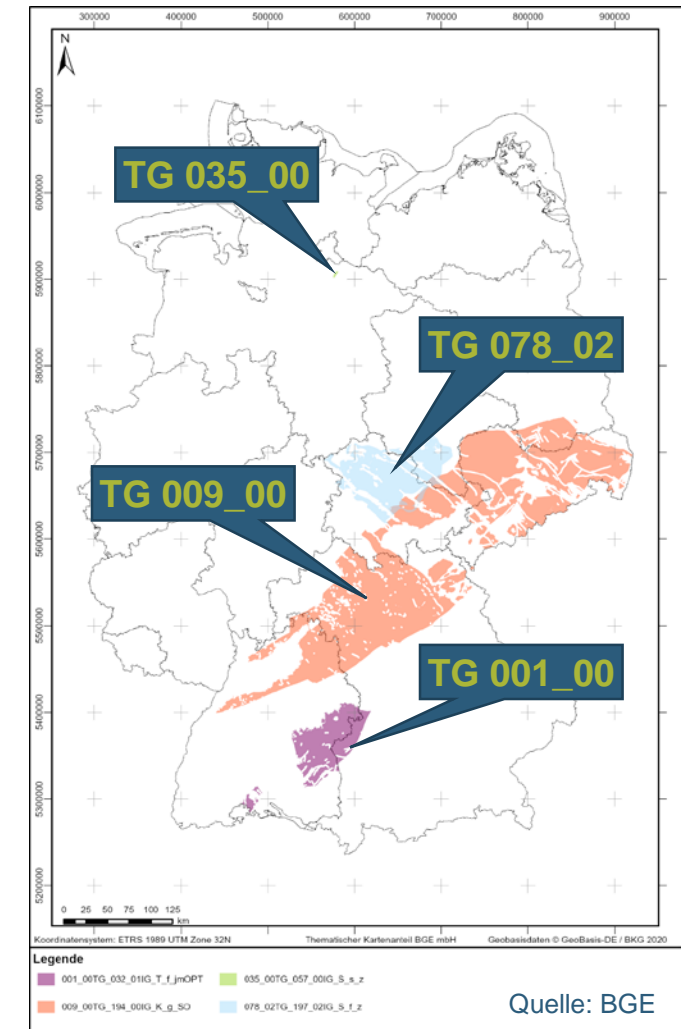 300000 400000 500000 600000 700000 800000 900000
N
6100000
6000000
5900000
5800000
5700000
5600000
5500000
5400000
5300000
5200000
TG 035_00
TG 078_02
TG 009_00
TG 001_00
0 25 50 75 100 125
km
Koordinatensystem: ETRS 1989 UTM Zone 32N Thematischer Kartenanteil BGE mbH Geobasisdaten © GeoBasis-DE / BKG 2020
Legende
001_00TG_032_01IG_T_f_jmOPT 035_00TG_057_00IG_S_s_z
009_00TG_194_00IG_K_g_SO 078_02TG_197_02IG_S_f_z
Quelle: BGE